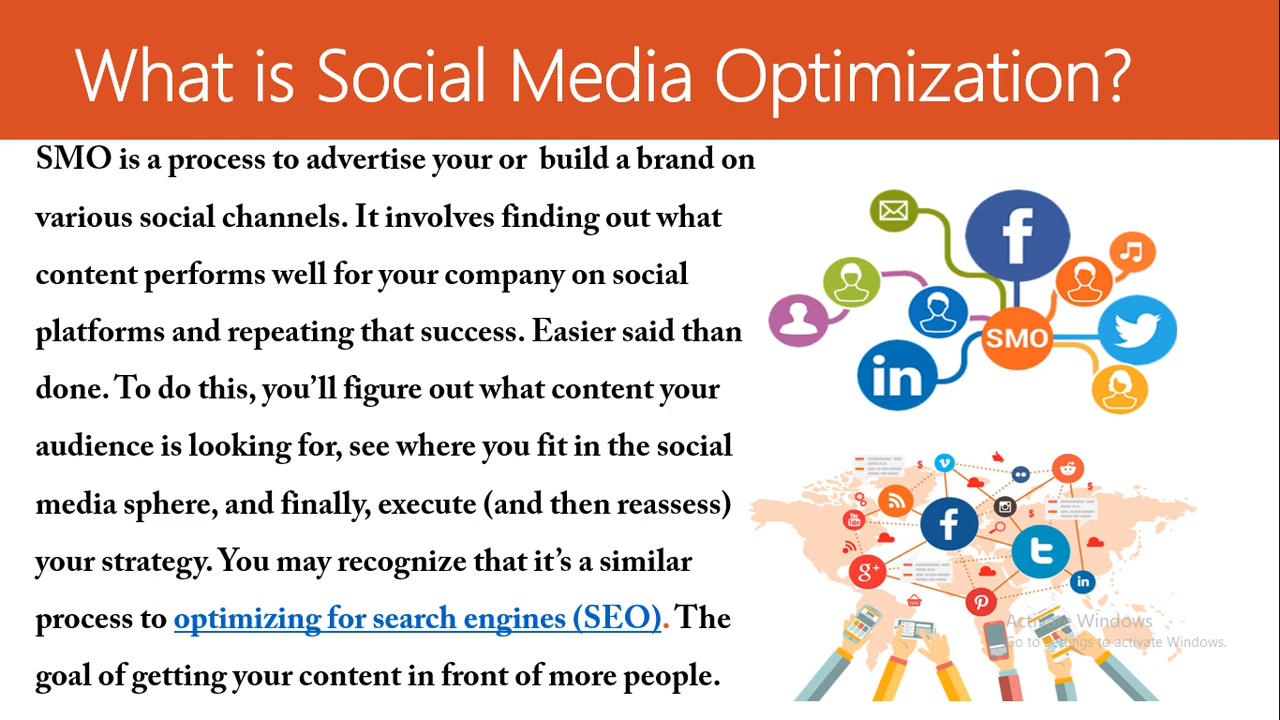 What is Social Media Optimization?
SMO is a process to advertise your or build a brand on
various social channels. It involves finding out what
content performs well for your company on social
platforms and repeating that success. Easier said than
done. To do this, you’ll figure out what content your
audience is looking for, see where you fit in the social
media sphere, and finally, execute (and then reassess)
your strategy. You may recognize that it’s a similar
process to optimizing for search engines (SEO). The
goal of getting your content in front of more people.
f
SMO
in
f
t
in
You
Tube
g+
Activate Windows
Go to Settings to activate Windows.